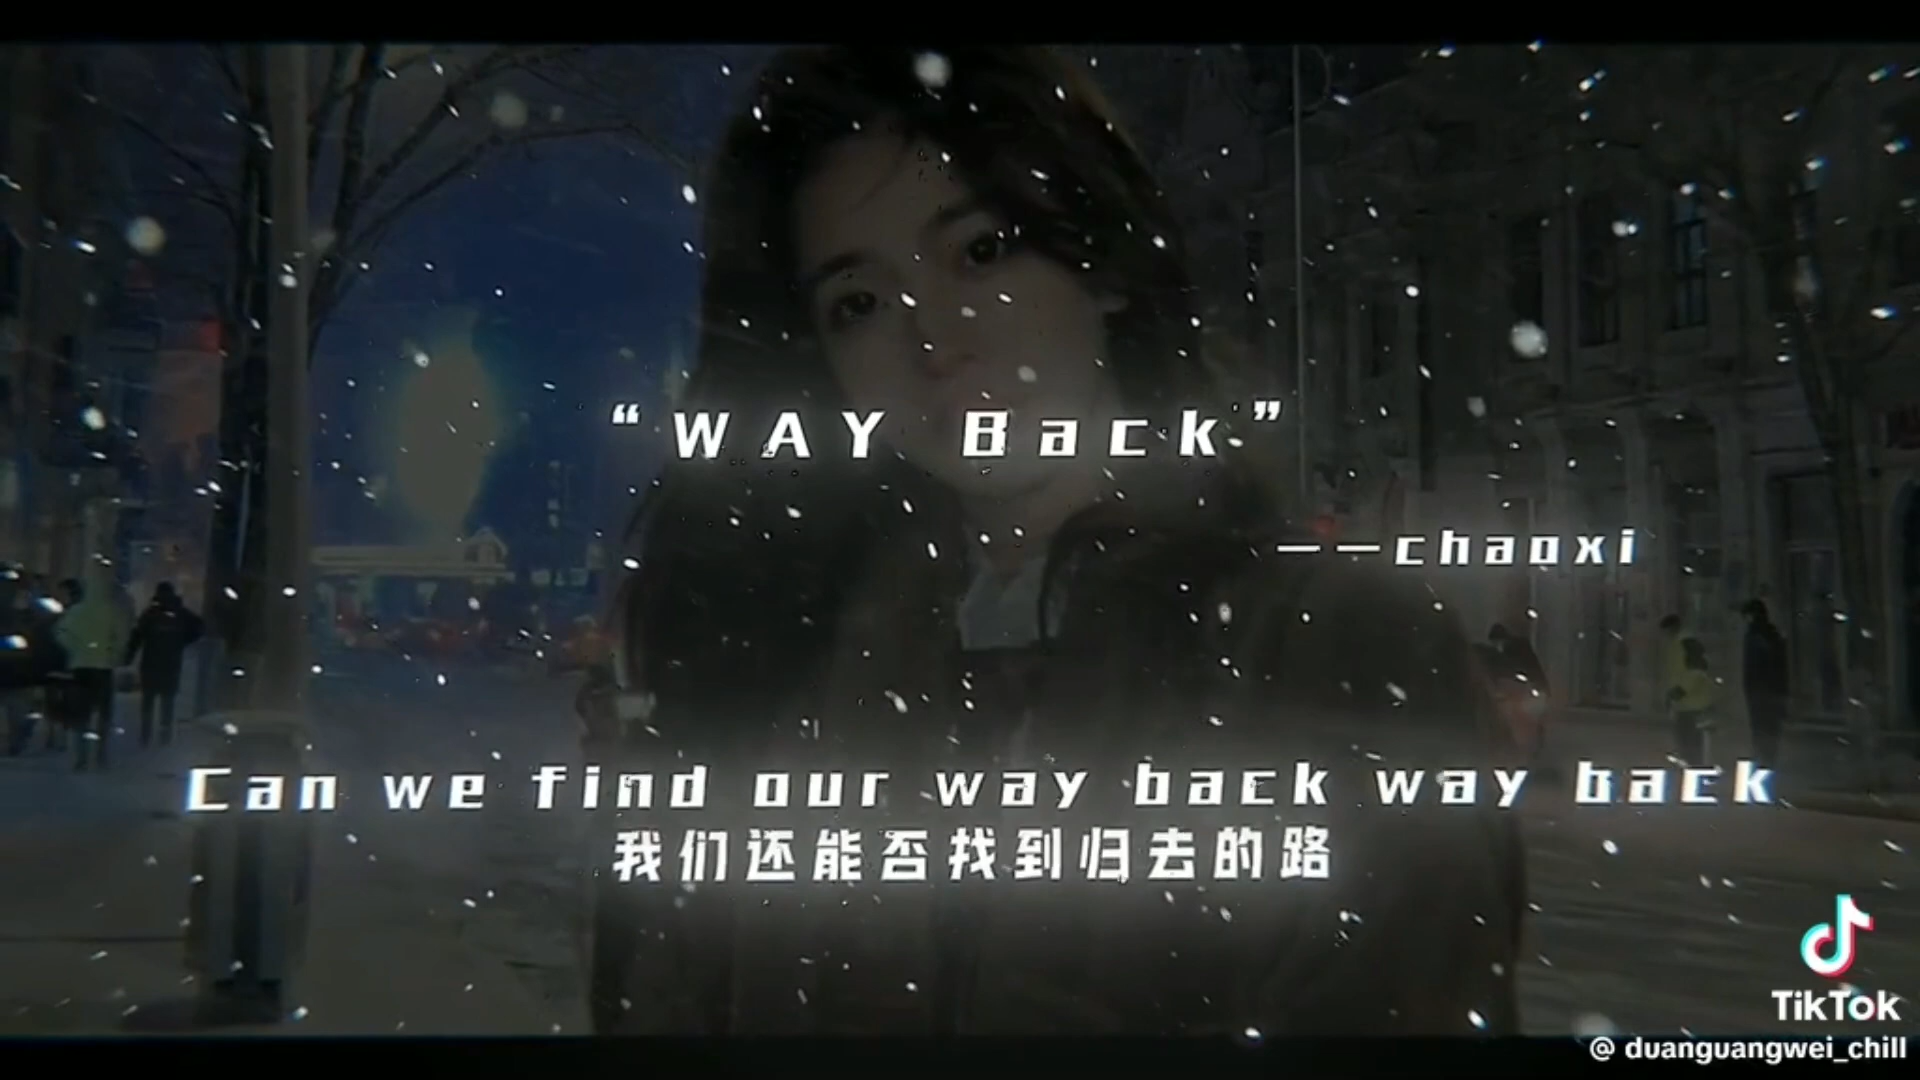 “WAY Back”
——chaoxi
Can we find our way back way back
我们还能否找到归去的路
TikTok
@ duanguangwei_chill